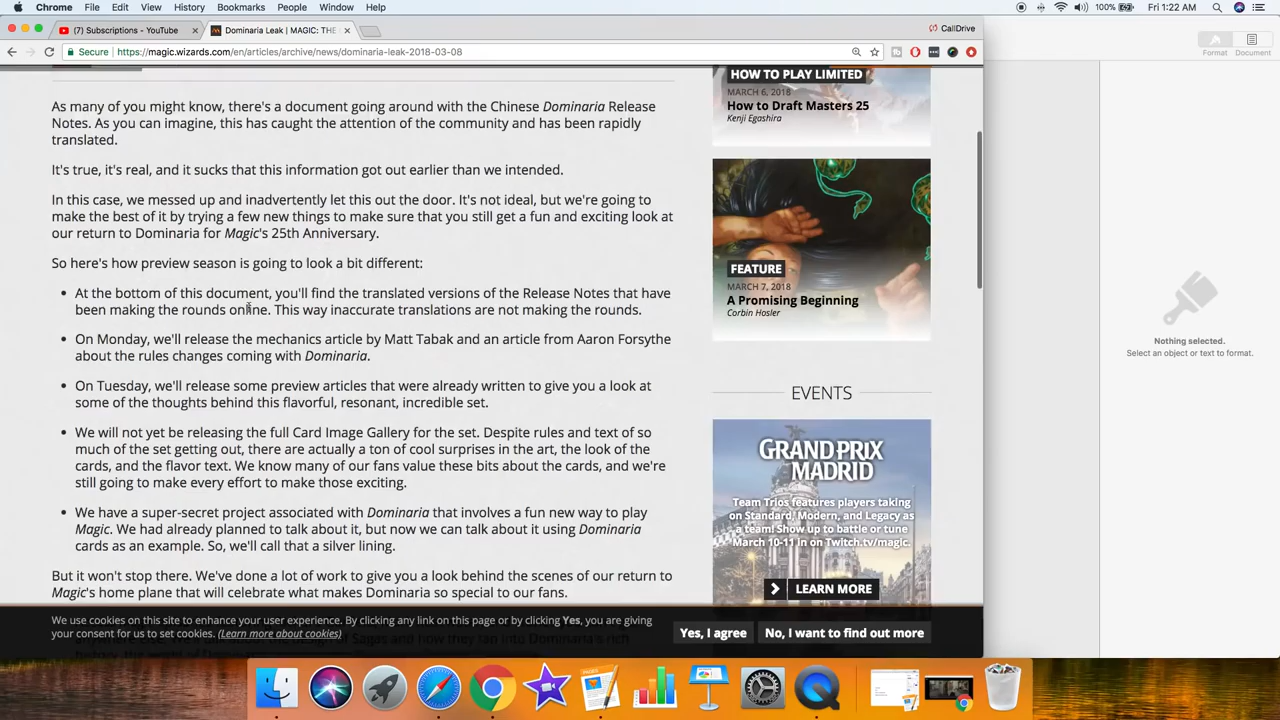 Chrome File Edit View History Bookmarks People Window Help 100% Fri 1:22 AM
(7) Subscriptions - YouTube Dominaria Leak | MAGIC: THE CallDrive
Secure https://magic.wizards.com/en/articles/archive/news/dominaria-leak-2018-03-08
Format Document
As many of you might know, there's a document going around with the Chinese Dominaria Release
Notes. As you can imagine, this has caught the attention of the community and has been rapidly
translated.
It's true, it's real, and it sucks that this information got out earlier than we intended.
In this case, we messed up and inadvertently let this out the door. It's not ideal, but we're going to
make the best of it by trying a few new things to make sure that you still get a fun and exciting look at
our return to Dominaria for Magic's 25th Anniversary.
So here's how preview season is going to look a bit different:
• At the bottom of this document, you'll find the translated versions of the Release Notes that have
been making the rounds online. This way inaccurate translations are not making the rounds.
• On Monday, we'll release the mechanics article by Matt Tabak and an article from Aaron Forsythe
about the rules changes coming with Dominaria.
• On Tuesday, we'll release some preview articles that were already written to give you a look at
some of the thoughts behind this flavorful, resonant, incredible set.
• We will not yet be releasing the full Card Image Gallery for the set. Despite rules and text of so
much of the set getting out, there are actually a ton of cool surprises in the art, the look of the
cards, and the flavor text. We know many of our fans value these bits about the cards, and we're
still going to make every effort to make those exciting.
• We have a super-secret project associated with Dominaria that involves a fun new way to play
Magic. We had already planned to talk about it, but now we can talk about it using Dominaria
cards as an example. So, we'll call that a silver lining.
But it won't stop there. We've done a lot of work to give you a look behind the scenes of our return to
Magic's home plane that will celebrate what makes Dominaria so special to our fans.
HOW TO PLAY LIMITED
MARCH 6, 2018
How to Draft Masters 25
Kenji Egashira
FEATURE
MARCH 7, 2018
A Promising Beginning
Corbin Hosler
EVENTS
GRAND PRIX
MADRID
Team Trios features players taking
on Standard, Modern, and Legacy as
a team! Show up to battle or tune
March 10-11 in on Twitch.tv/magic.
LEARN MORE
We use cookies on this site to enhance your user experience. By clicking any link on this page or by clicking Yes, you are giving
your consent for us to set cookies. (Learn more about cookies)
Yes, I agree No, I want to find out more
Nothing selected.
Select an object or text to format.